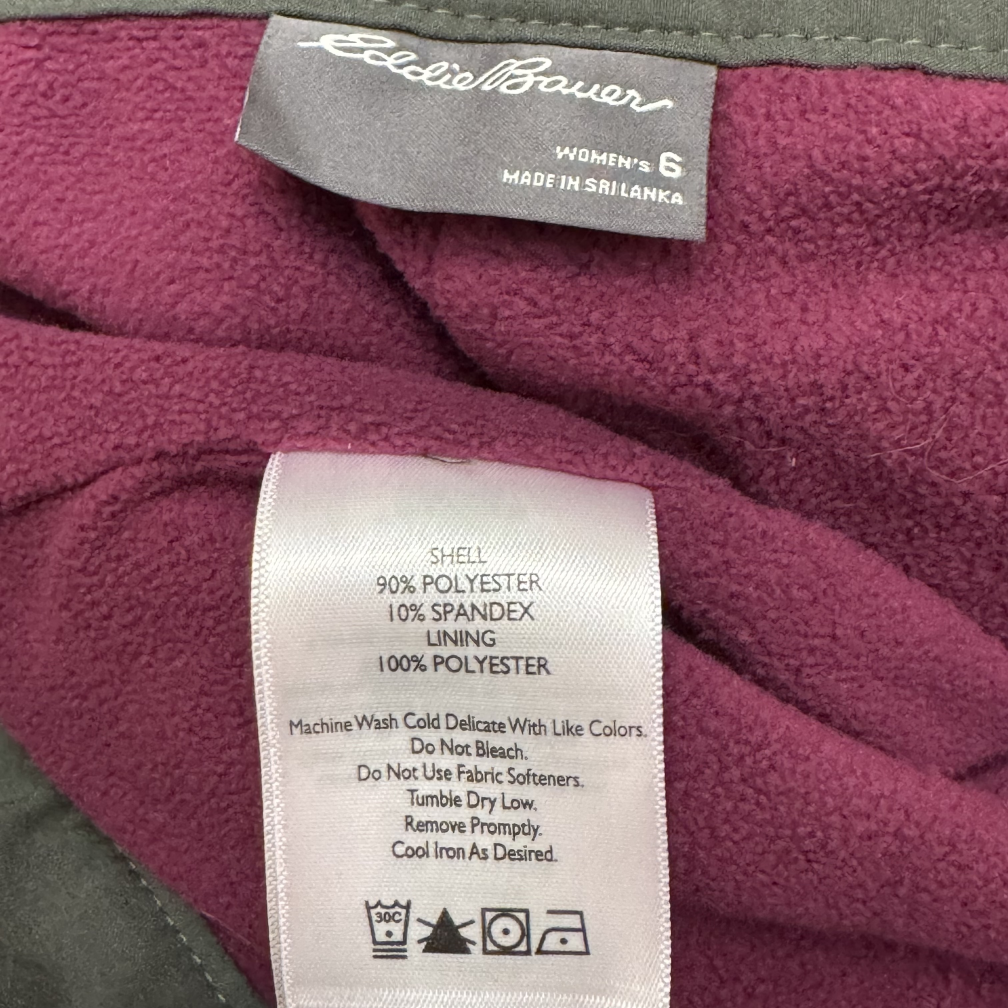 Eddie Bauer
WOMEN'S 6
MADE IN SRI LANKA
SHELL
90% POLYESTER
10% SPANDEX
LINING
100% POLYESTER
Machine Wash Cold Delicate With Like Colors.
Do Not Bleach.
Do Not Use Fabric Softeners.
Tumble Dry Low.
Remove Promptly.
Cool Iron As Desired.
30C